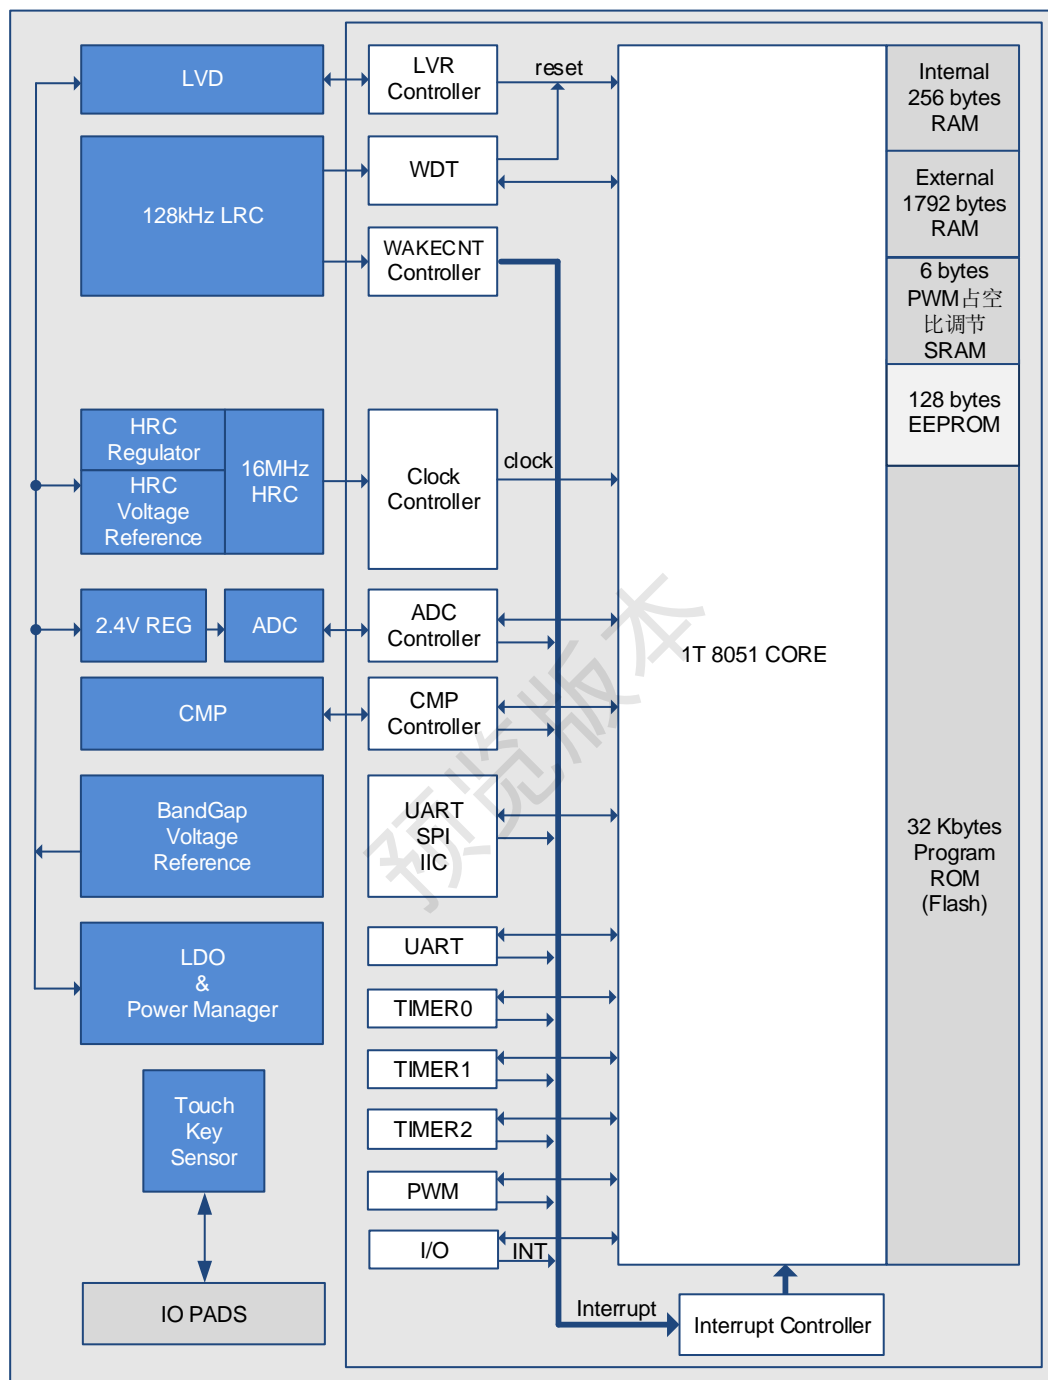 LVD
LVR
Controller
reset
Internal
256 bytes
RAM
128kHz LRC
WDT
External
1792 bytes
RAM
WAKECNT
Controller
6 bytes
PWM占空
比调节
SRAM
128 bytes
EEPROM
HRC
Regulator
HRC
Voltage
Reference
16MHz
HRC
Clock
Controller
clock
2.4V REG
ADC
ADC
Controller
1T 8051 CORE
CMP
CMP
Controller
BandGap
Voltage
Reference
UART
SPI
IIC
32 Kbytes
Program
ROM
(Flash)
LDO
&
Power Manager
UART
TIMER0
TIMER1
Touch
Key
Sensor
TIMER2
PWM
I/O
INT
IO PADS
Interrupt
Interrupt Controller
预览版本